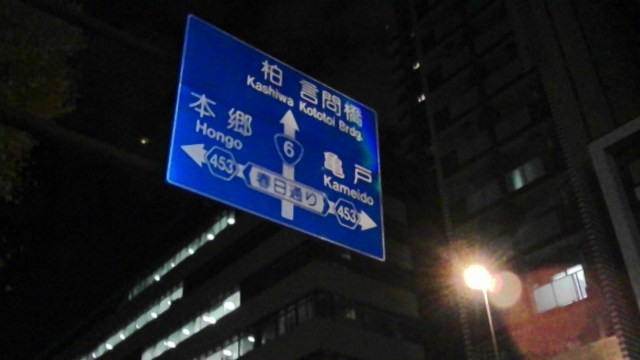 柏 言問橋
Kashiwa Kototoi Brdg.
本郷
Hongo
6
亀戸
Kameido
453
春日通り
453